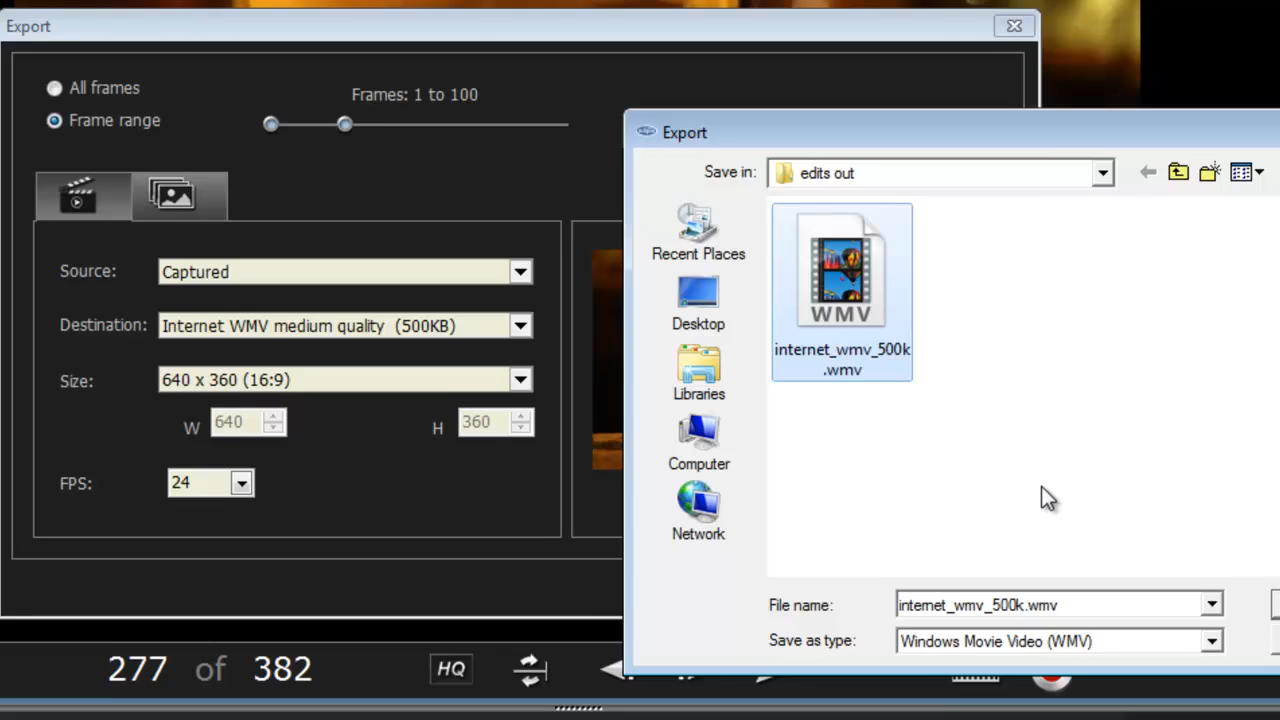 Export
All frames
Frames: 1 to 100
Frame range
Source:
Captured
Destination:
Internet WMV medium quality (500KB)
Size:
640 x 360 (16:9)
W
640
H
360
FPS:
24
277 of 382
HQ
Export
Save in:
edits out
Recent Places
Desktop
Libraries
Computer
Network
WMV
internet_wmv_500k
.wmv
File name:
internet_wmv_500k.wmv
Save as type:
Windows Movie Video (WMV)